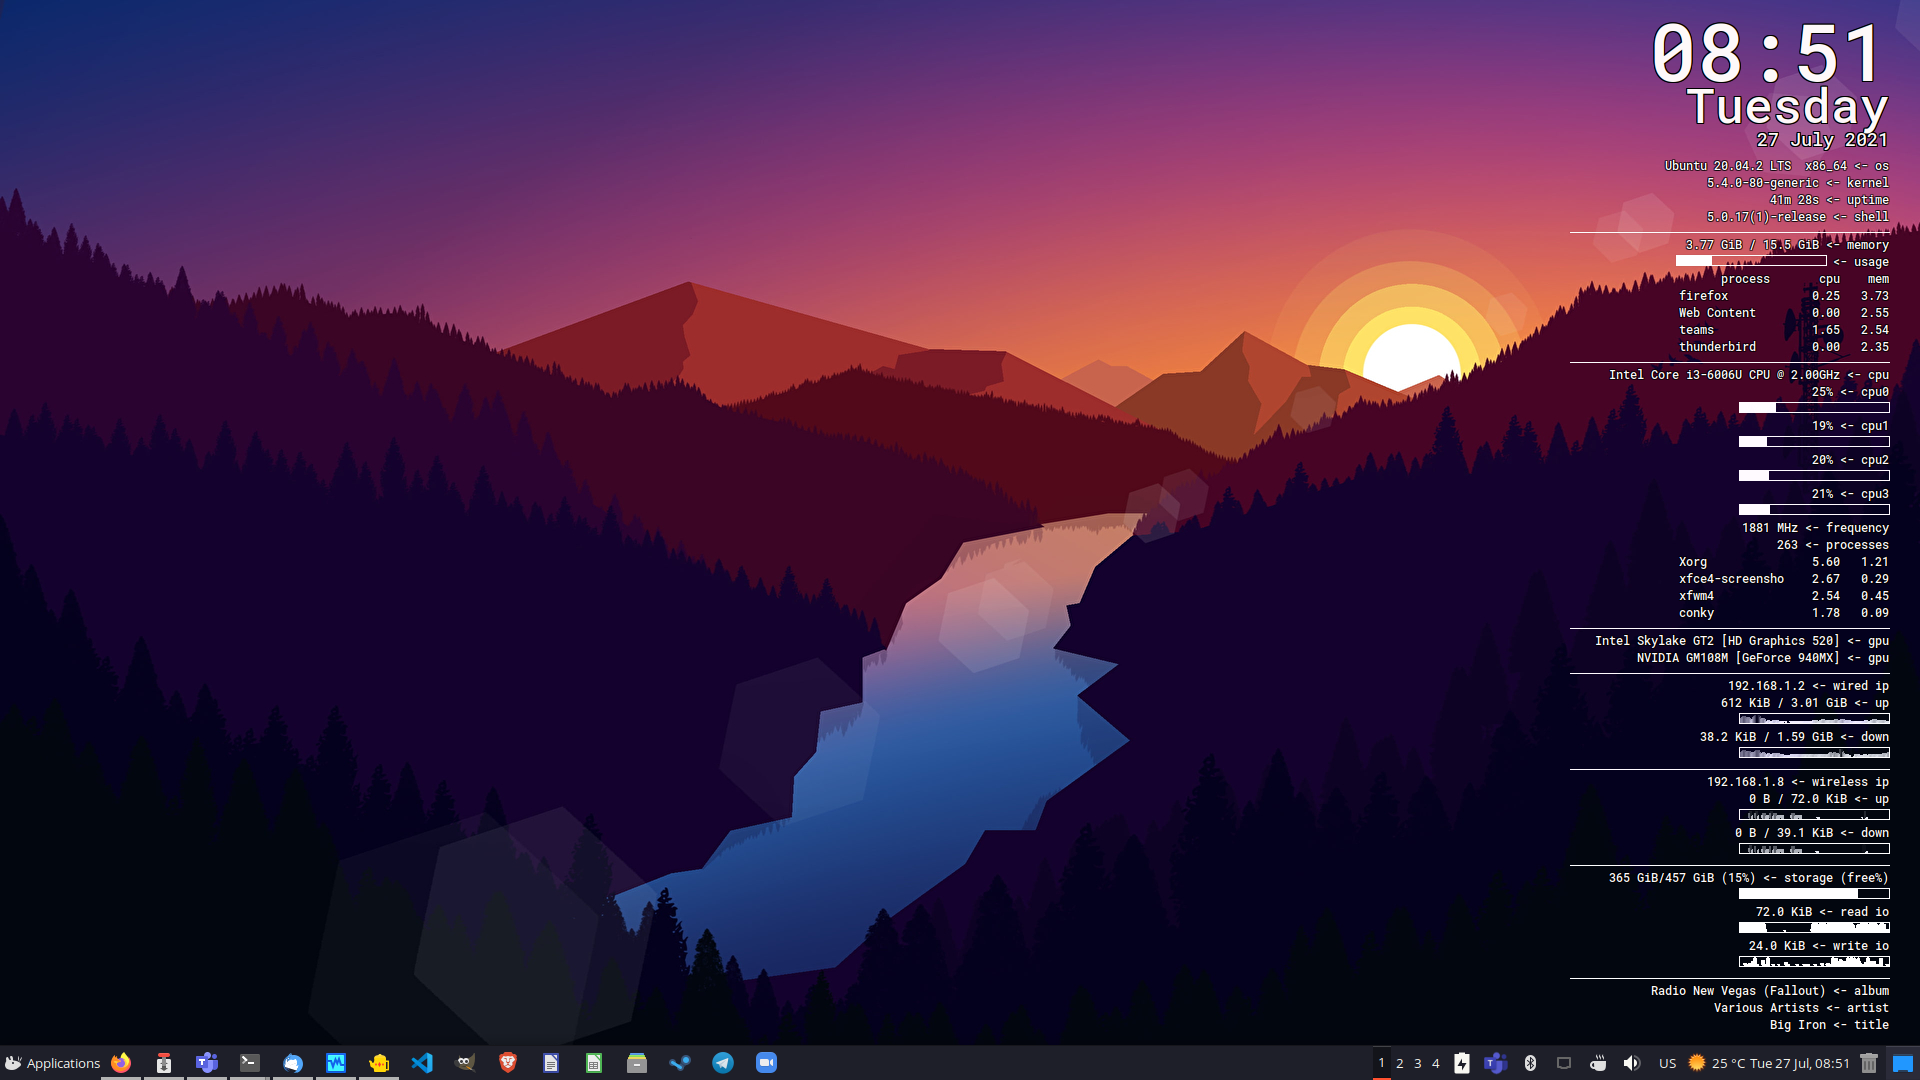 08:51
Tuesday
27 July 2021
Ubuntu 20.04.2 LTS  x86_64 <- os
5.4.0-80-generic <- kernel
41m 28s <- uptime
5.0.17(1)-release <- shell
3.77 GiB / 15.5 GiB <- memory
<- usage
process cpu mem
firefox 0.25 3.73
Web Content 0.00 2.55
teams 1.65 2.54
thunderbird 0.00 2.35
Intel Core i3-6006U CPU @ 2.00GHz <- cpu
25% <- cpu0
19% <- cpu1
20% <- cpu2
21% <- cpu3
1881 MHz <- frequency
263 <- processes
Xorg 5.60 1.21
xfce4-screensho 2.67 0.29
xfwm4 2.54 0.45
conky 1.78 0.09
Intel Skylake GT2 [HD Graphics 520] <- gpu
NVIDIA GM108M [GeForce 940MX] <- gpu
192.168.1.2 <- wired ip
612 KiB / 3.01 GiB <- up
38.2 KiB / 1.59 GiB <- down
192.168.1.8 <- wireless ip
0 B / 72.0 KiB <- up
0 B / 39.1 KiB <- down
365 GiB/457 GiB (15%) <- storage (free%)
72.0 KiB <- read io
24.0 KiB <- write io
Radio New Vegas (Fallout) <- album
Various Artists <- artist
Big Iron <- title
Applications 1 2 3 4 US 25 °C Tue 27 Jul, 08:51